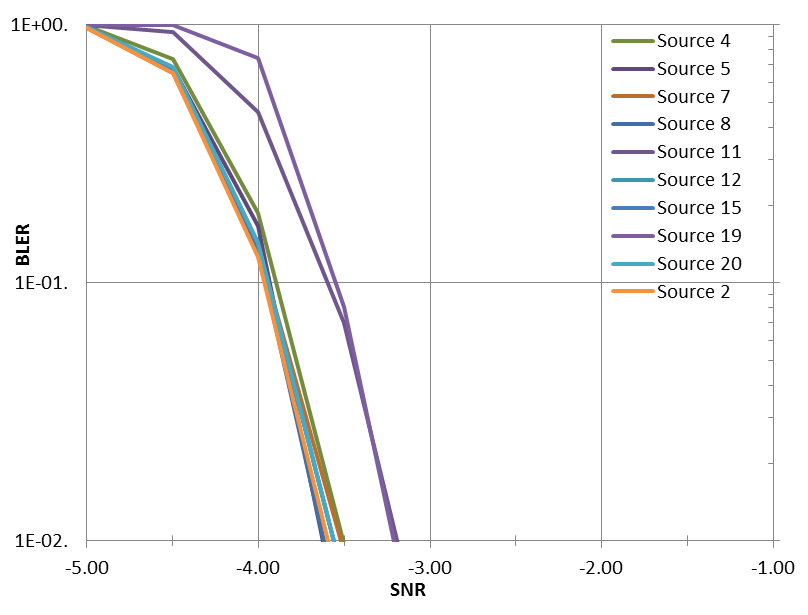 1E+00.
Source 4
Source 5
Source 7
Source 8
Source 11
Source 12
Source 15
Source 19
Source 20
Source 2
BLER
1E-01.
1E-02.
-5.00 -4.00 -3.00 -2.00 -1.00
SNR